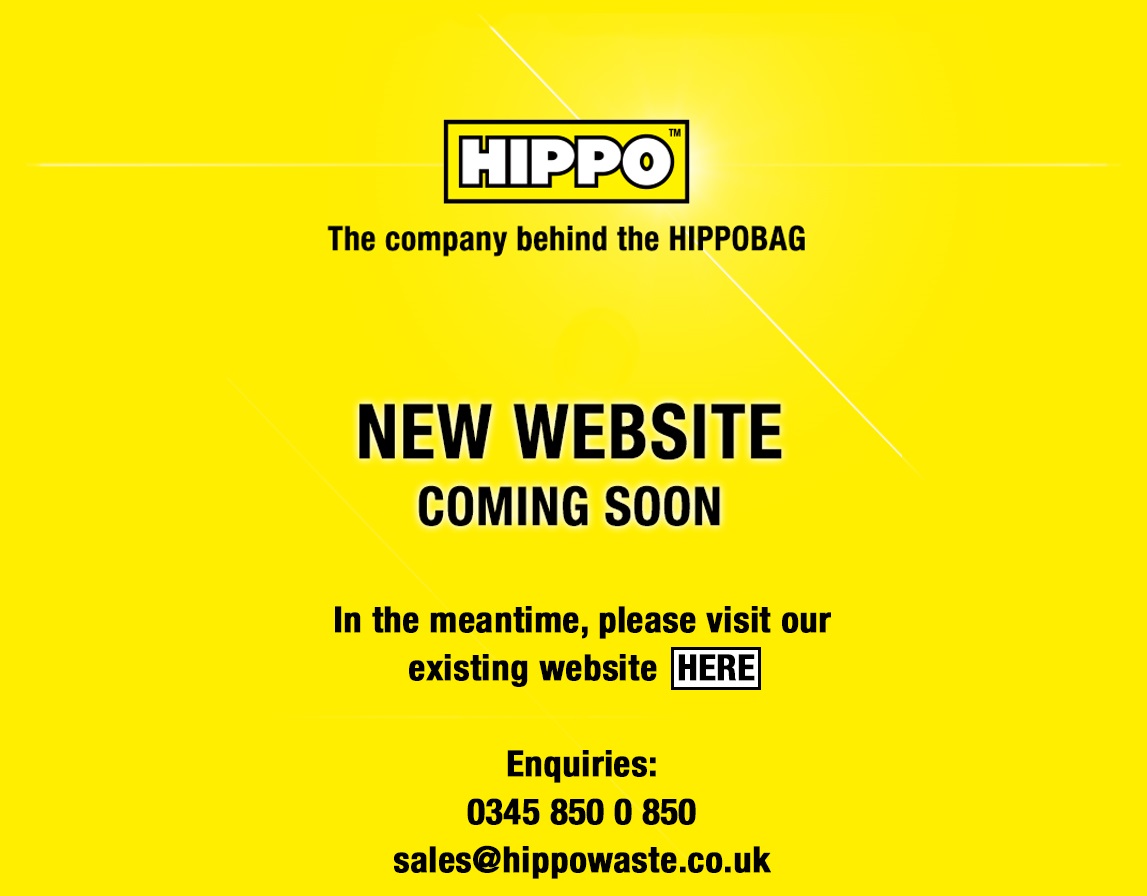 HIPPO™
The company behind the HIPPOBAG
NEW WEBSITE
COMING SOON
In the meantime, please visit our
existing website HERE
Enquiries:
0345 850 0 850
sales@hippowaste.co.uk